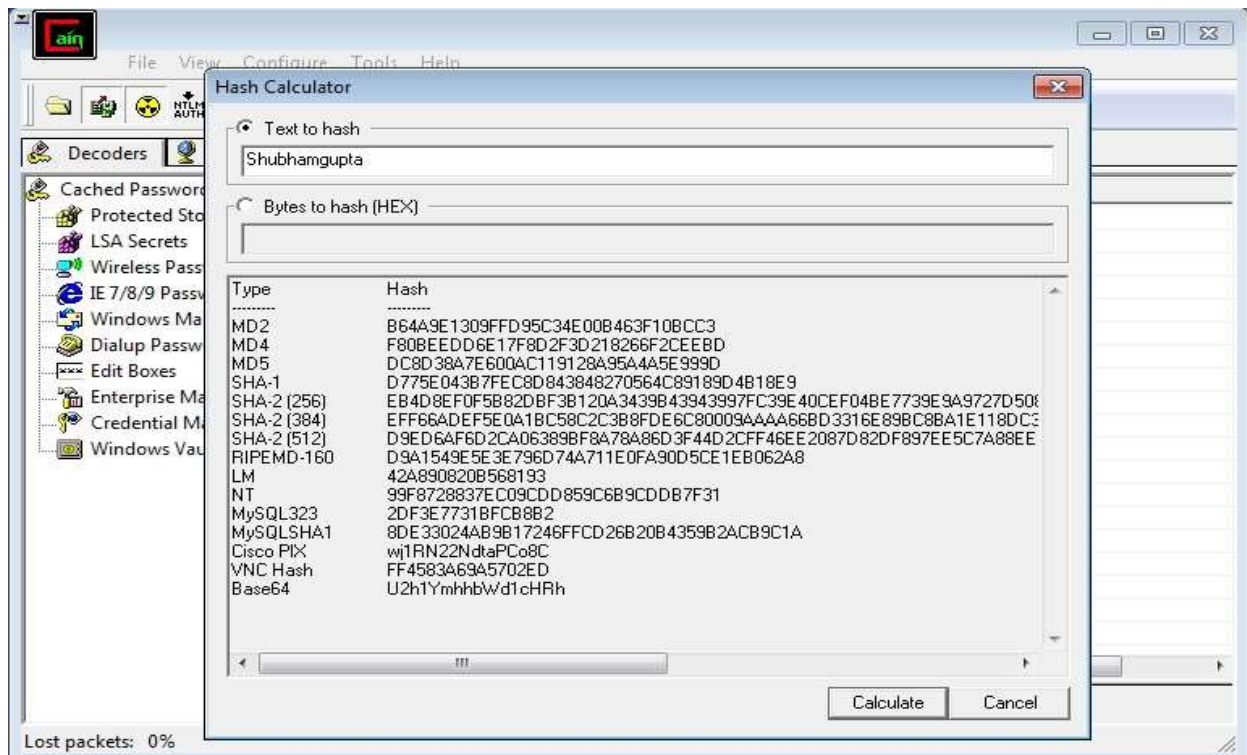 Cain
File View Configure Tools Help
NTLM
AUTH
Hash Calculator
Text to hash
Shubhamgupta
Bytes to hash (HEX)
Decoders
Cached Password
Protected Sto
LSA Secrets
Wireless Pass
IE 7/8/9 Passw
Windows Ma
Dialup Passw
Edit Boxes
Enterprise Ma
Credential Ma
Windows Vau
Type Hash
--------- ---------
MD2 B64A9E1309FFD95C34E00B463F10BCC3
MD4 F80BEEDD6E17F8D2F3D218266F2CEEBD
MD5 DC8D38A7E600AC119128A95A4A5E999D
SHA-1 D775E043B7FEC8D843848270564C89189D4B18E9
SHA-2 (256) EB4D8EF0F5B82DBF3B120A3439B43943997FC39E40CEF04BE7739E9A9727D508
SHA-2 (384) EFF66ADEF5E0A1BC58C2C3B8FDE6C80009AAAA66BD3316E89BC8BA1E118DC3
SHA-2 (512) D9ED6AF6D2CA06389BF8A78A86D3F44D2CFF46EE2087D82DF897EE5C7A88EE
RIPEMD-160 D9A1549E5E3E796D74A711E0FA90D5CE1EB062A8
LM 42A890820B568193
NT 99F8728837EC09CDD859C6B9CDDB7F31
MySQL323 2DF3E7731BFCB8B2
MySQLSHA1 8DE33024AB9B17246FFCD26B20B4359B2ACB9C1A
Cisco PIX wj1RN22NdtaPCo8C
VNC Hash FF4583A69A5702ED
Base64 U2h1YmhhbWd1cHRh
Calculate Cancel
Lost packets: 0%